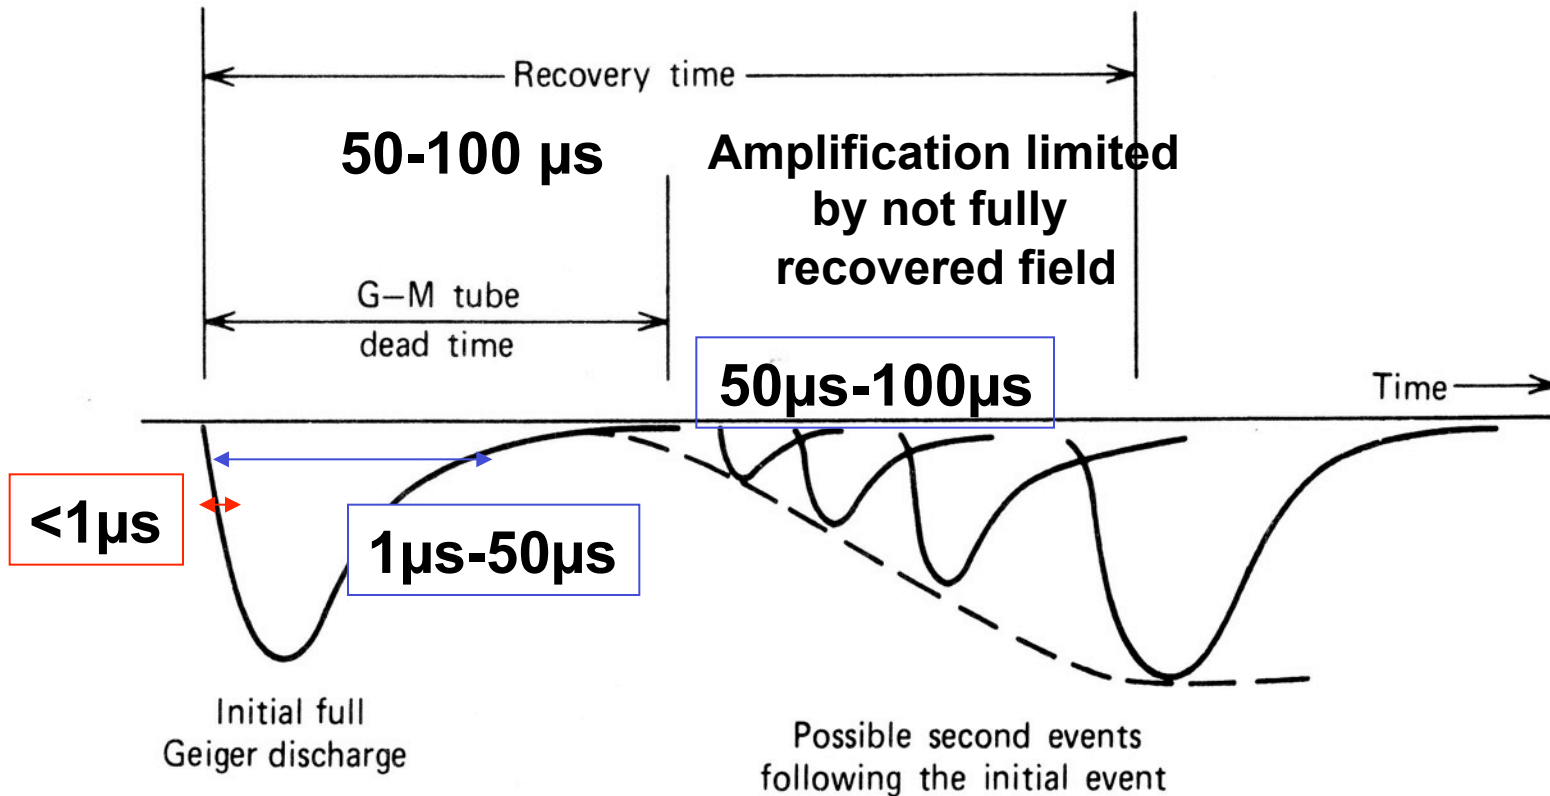 Recovery time
50-100 µs
Amplification limited
by not fully
recovered field
G–M tube
dead time
50µs-100µs
Time
<1µs
1µs-50µs
Initial full
Geiger discharge
Possible second events
following the initial event